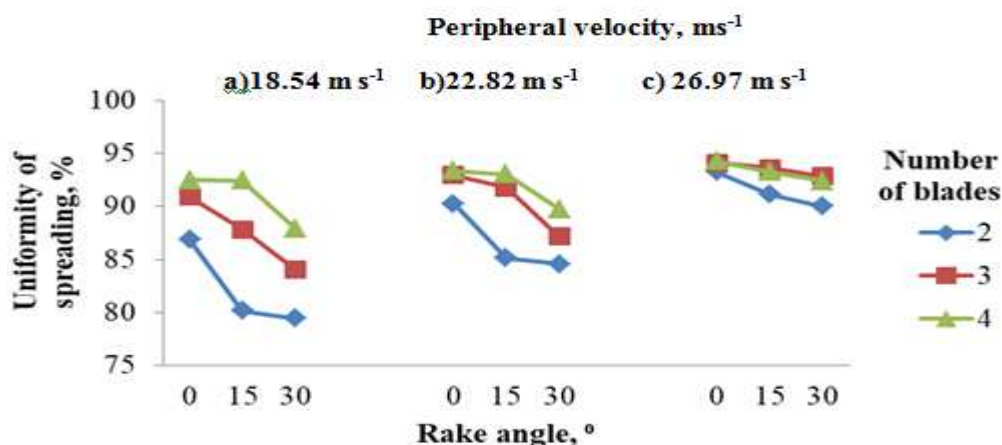 Peripheral velocity, ms-1
a)18.54 m s-1 b)22.82 m s-1 c) 26.97 m s-1
100
95
90
85
80
75
Uniformity of
spreading, %
0 15 30 0 15 30 0 15 30
Rake angle, º
Number
of blades
2
3
4